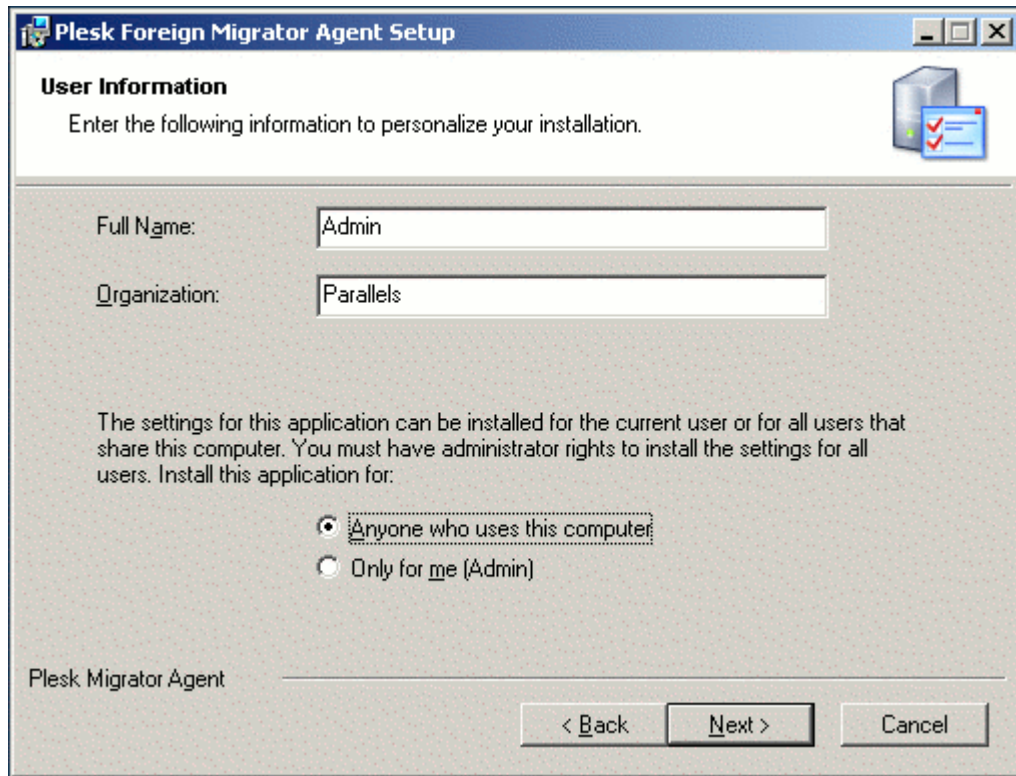 Plesk Foreign Migrator Agent Setup
User Information
Enter the following information to personalize your installation.
Full Name:
Admin
Organization:
Parallels
The settings for this application can be installed for the current user or for all users that
share this computer. You must have administrator rights to install the settings for all
users. Install this application for:
Anyone who uses this computer
Only for me (Admin)
Plesk Migrator Agent
< Back
Next >
Cancel